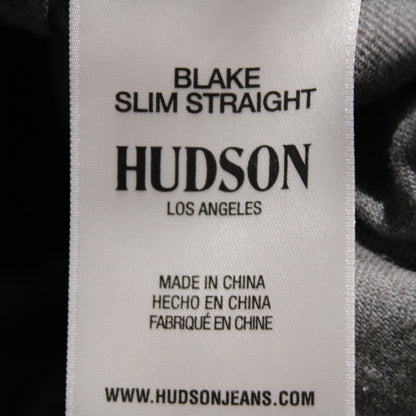 BLAKE
SLIM STRAIGHT
HUDSON
LOS ANGELES
MADE IN CHINA
HECHO EN CHINA
FABRIQUÉ EN CHINE
WWW.HUDSONJEANS.COM